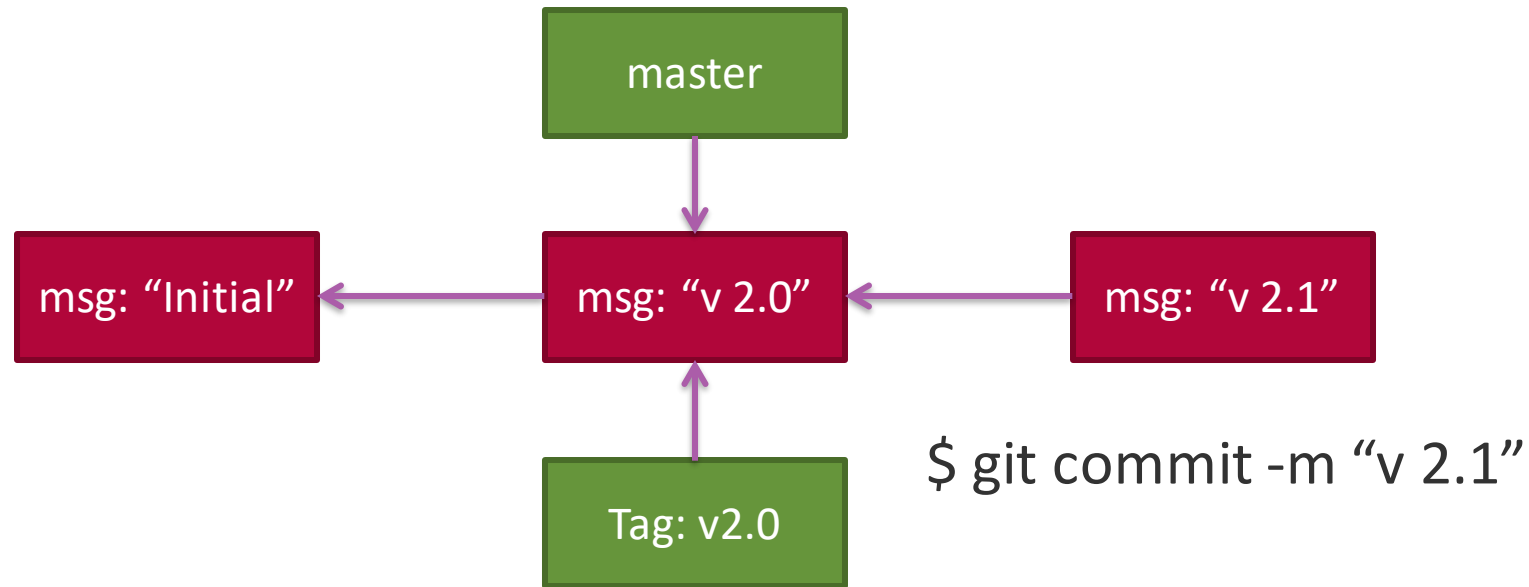 master
msg: “Initial”
msg: “v 2.0”
msg: “v 2.1”
$ git commit -m “v 2.1”
Tag: v2.0